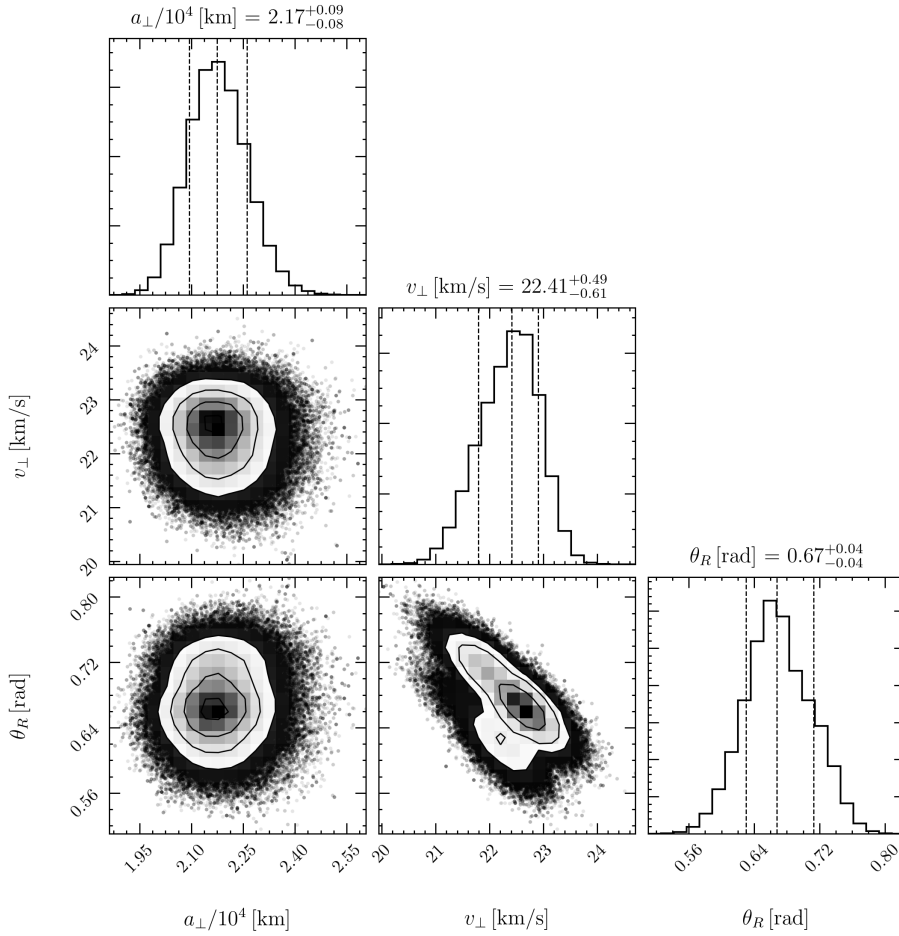 a⊥/10⁴ [km] = 2.17+0.09−0.08
v⊥ [km/s] = 22.41+0.49−0.61
24
23
22
21
20
v⊥ [km/s]
θR [rad] = 0.67+0.04−0.04
0.80
0.72
0.64
0.56
θR [rad]
1.95 2.10 2.25 2.40 2.55 20 21 22 23 24 0.56 0.64 0.72 0.80
a⊥/10⁴ [km] v⊥ [km/s] θR [rad]